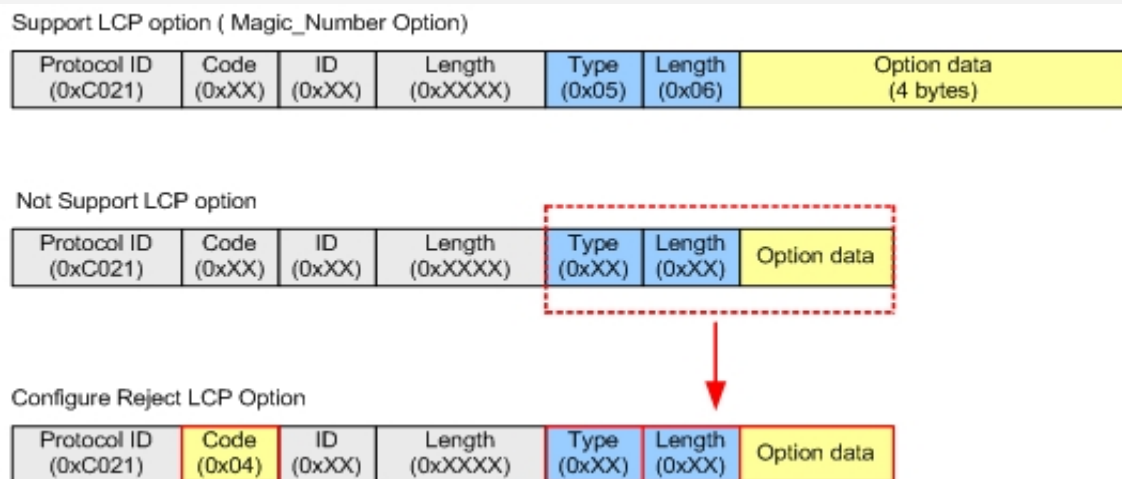 Support LCP option ( Magic_Number Option)
Protocol ID Code ID Length Type Length Option data
(0xC021) (0xXX) (0xXX) (0xXXXX) (0x05) (0x06) (4 bytes)
Not Support LCP option
Protocol ID Code ID Length Type Length Option data
(0xC021) (0xXX) (0xXX) (0xXXXX) (0xXX) (0xXX)
Configure Reject LCP Option
Protocol ID Code ID Length Type Length Option data
(0xC021) (0x04) (0xXX) (0xXXXX) (0xXX) (0xXX)